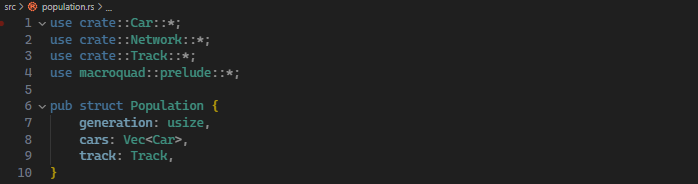 src > population.rs > ...
1 use crate::Car::*;
2 use crate::Network::*;
3 use crate::Track::*;
4 use macroquad::prelude::*;
5
6 pub struct Population {
7     generation: usize,
8     cars: Vec<Car>,
9     track: Track,
10 }